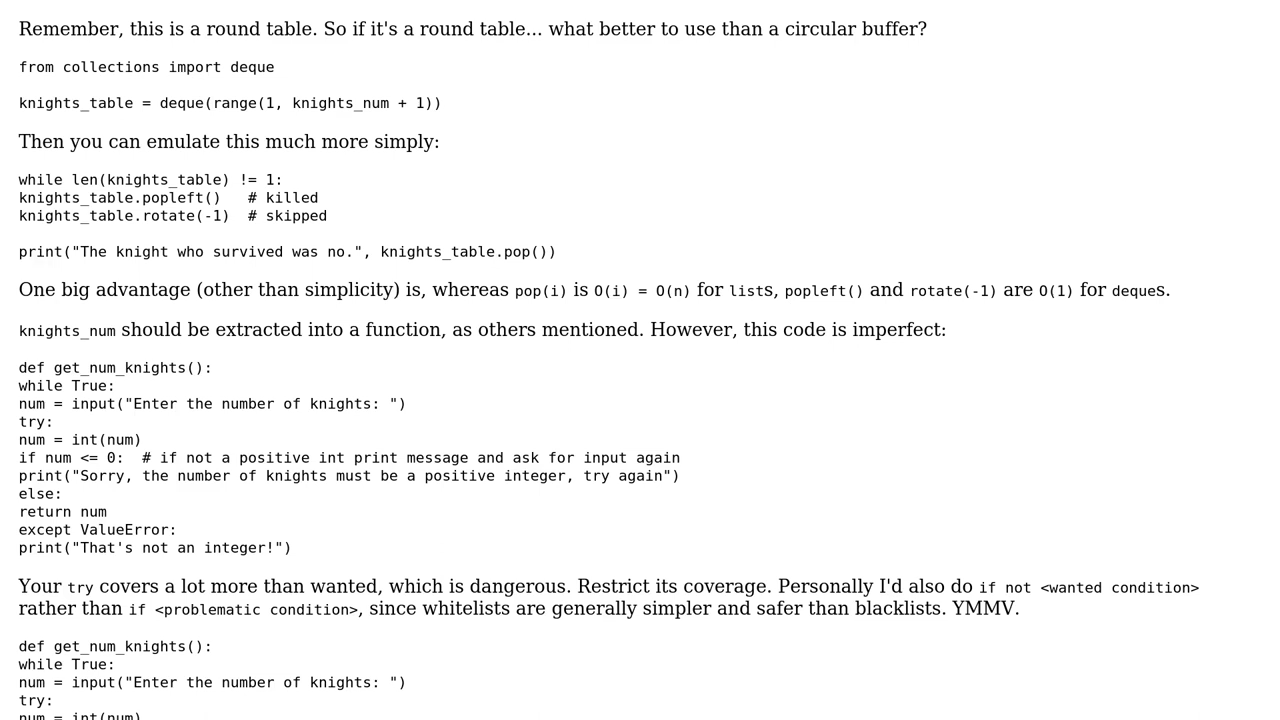 Remember, this is a round table. So if it's a round table... what better to use than a circular buffer?
from collections import deque
knights_table = deque(range(1, knights_num + 1))
Then you can emulate this much more simply:
while len(knights_table) != 1:
knights_table.popleft()   # killed
knights_table.rotate(-1)  # skipped
print("The knight who survived was no.", knights_table.pop())
One big advantage (other than simplicity) is, whereas pop(i) is O(i) = O(n) for lists, popleft() and rotate(-1) are O(1) for deques.
knights_num should be extracted into a function, as others mentioned. However, this code is imperfect:
def get_num_knights():
while True:
num = input("Enter the number of knights: ")
try:
num = int(num)
if num <= 0:  # if not a positive int print message and ask for input again
print("Sorry, the number of knights must be a positive integer, try again")
else:
return num
except ValueError:
print("That's not an integer!")
Your try covers a lot more than wanted, which is dangerous. Restrict its coverage. Personally I'd also do if not <wanted condition>
rather than if <problematic condition>, since whitelists are generally simpler and safer than blacklists. YMMV.
def get_num_knights():
while True:
num = input("Enter the number of knights: ")
try:
num = int(num)